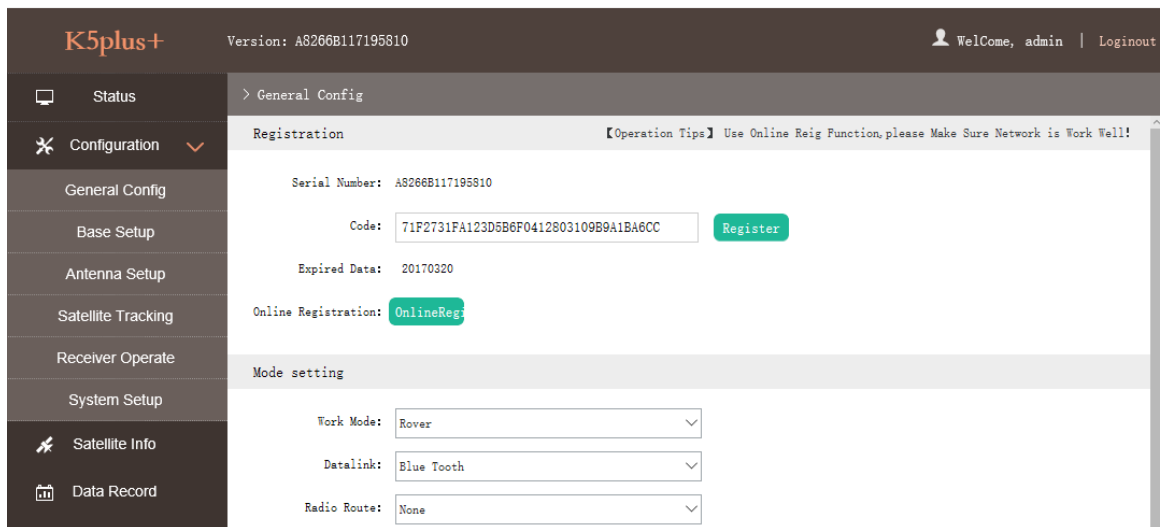 K5plus+
Version: A8266B117195810
WelCome, admin | Loginout
Status
Configuration
General Config
Base Setup
Antenna Setup
Satellite Tracking
Receiver Operate
System Setup
Satellite Info
Data Record
> General Config
Registration
【Operation Tips】 Use Online Reig Function,please Make Sure Network is Work Well!
Serial Number: A8266B117195810
Code: 71F2731FA123D5B6F0412803109B9A1BA6CC Register
Expired Data: 20170320
Online Registration: OnlineRegi
Mode setting
Work Mode: Rover
Datalink: Blue Tooth
Radio Route: None